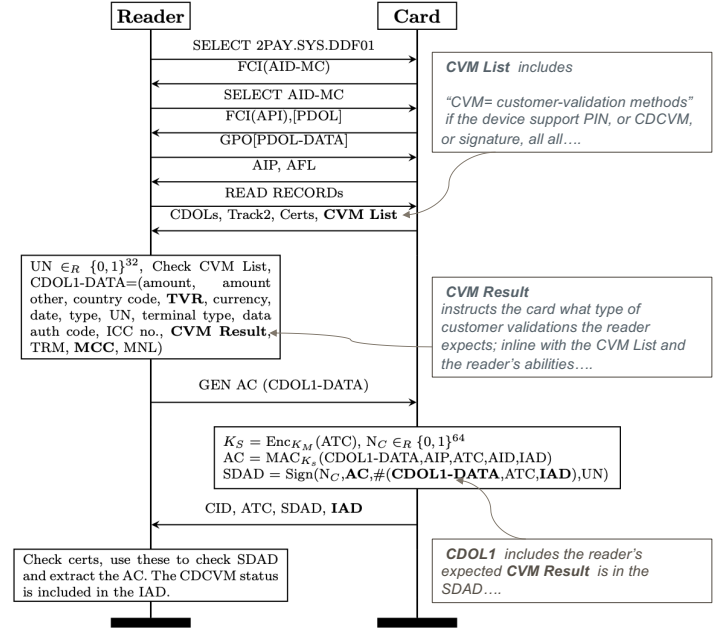 Reader
Card
SELECT 2PAY.SYS.DDF01
FCI(AID-MC)
SELECT AID-MC
FCI(API),[PDOL]
GPO[PDOL-DATA]
AIP, AFL
READ RECORDs
CDOLs, Track2, Certs, CVM List
CVM List includes
“CVM= customer-validation methods”
if the device support PIN, or CDCVM,
or signature, all all….
UN ∈R {0,1}^32, Check CVM List,
CDOL1-DATA=(amount, amount
other, country code, TVR, currency,
date, type, UN, terminal type, data
auth code, ICC no., CVM Result,
TRM, MCC, MNL)
CVM Result
instructs the card what type of
customer validations the reader
expects; inline with the CVM List and
the reader's abilities….
GEN AC (CDOL1-DATA)
K_S = Enc_{K_M}(ATC), N_C ∈_R {0,1}^64
AC = MAC_{K_s}(CDOL1-DATA,AIP,ATC,AID,IAD)
SDAD = Sign(N_C,AC,#(CDOL1-DATA,ATC,IAD),UN)
CID, ATC, SDAD, IAD
Check certs, use these to check SDAD
and extract the AC. The CDCVM status
is included in the IAD.
CDOL1 includes the reader's
expected CVM Result is in the
SDAD….